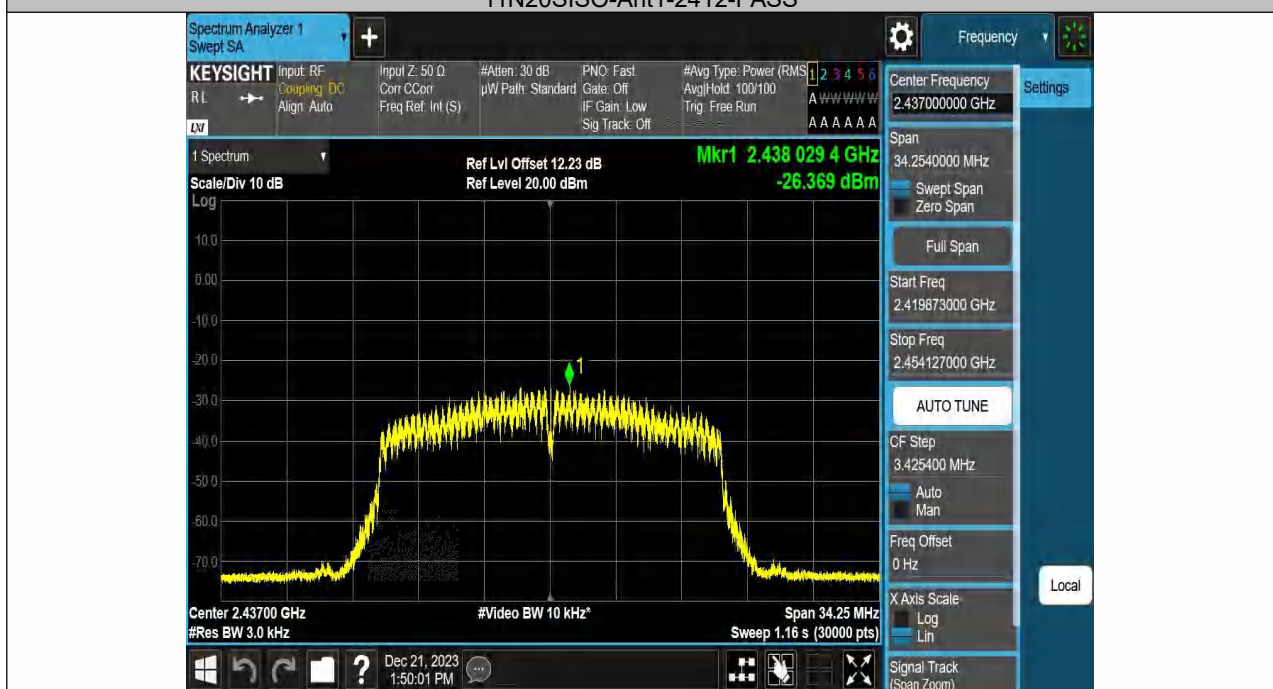 11N20SISO-Ant1-2412-PASS
Spectrum Analyzer 1
Swept SA
Frequency
KEYSIGHT
RL
LXI
Input: RF
Coupling: DC
Align: Auto
Input Z: 50 Ω
Corr CCorr
Freq Ref: Int (S)
#Atten: 30 dB
µW Path: Standard
PNO: Fast
Gate: Off
IF Gain: Low
Sig Track: Off
#Avg Type: Power (RMS
Avg|Hold: 100/100
Trig: Free Run
1 2 3 4 5 6
A W W W W W
A A A A A A
1 Spectrum
Scale/Div 10 dB
Log
Ref Lvl Offset 12.23 dB
Ref Level 20.00 dBm
Mkr1 2.438 029 4 GHz
-26.369 dBm
10.0
0.00
-10.0
-20.0
-30.0
-40.0
-50.0
-60.0
-70.0
1
Center 2.43700 GHz
#Res BW 3.0 kHz
#Video BW 10 kHz*
Span 34.25 MHz
Sweep 1.16 s (30000 pts)
Dec 21, 2023
1:50:01 PM
Center Frequency
2.437000000 GHz
Settings
Span
34.2540000 MHz
Swept Span
Zero Span
Full Span
Start Freq
2.419873000 GHz
Stop Freq
2.454127000 GHz
AUTO TUNE
CF Step
3.425400 MHz
Auto
Man
Freq Offset
0 Hz
X Axis Scale
Log
Lin
Local
Signal Track
(Span Zoom)